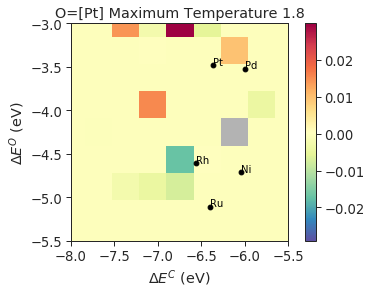 O=[Pt] Maximum Temperature 1.8
−3.0
−3.5
−4.0
−4.5
−5.0
−5.5
ΔE^O (eV)
Pt
Pd
Rh
Ni
Ru
−8.0 −7.5 −7.0 −6.5 −6.0 −5.5
ΔE^C (eV)
0.02
0.01
0.00
−0.01
−0.02